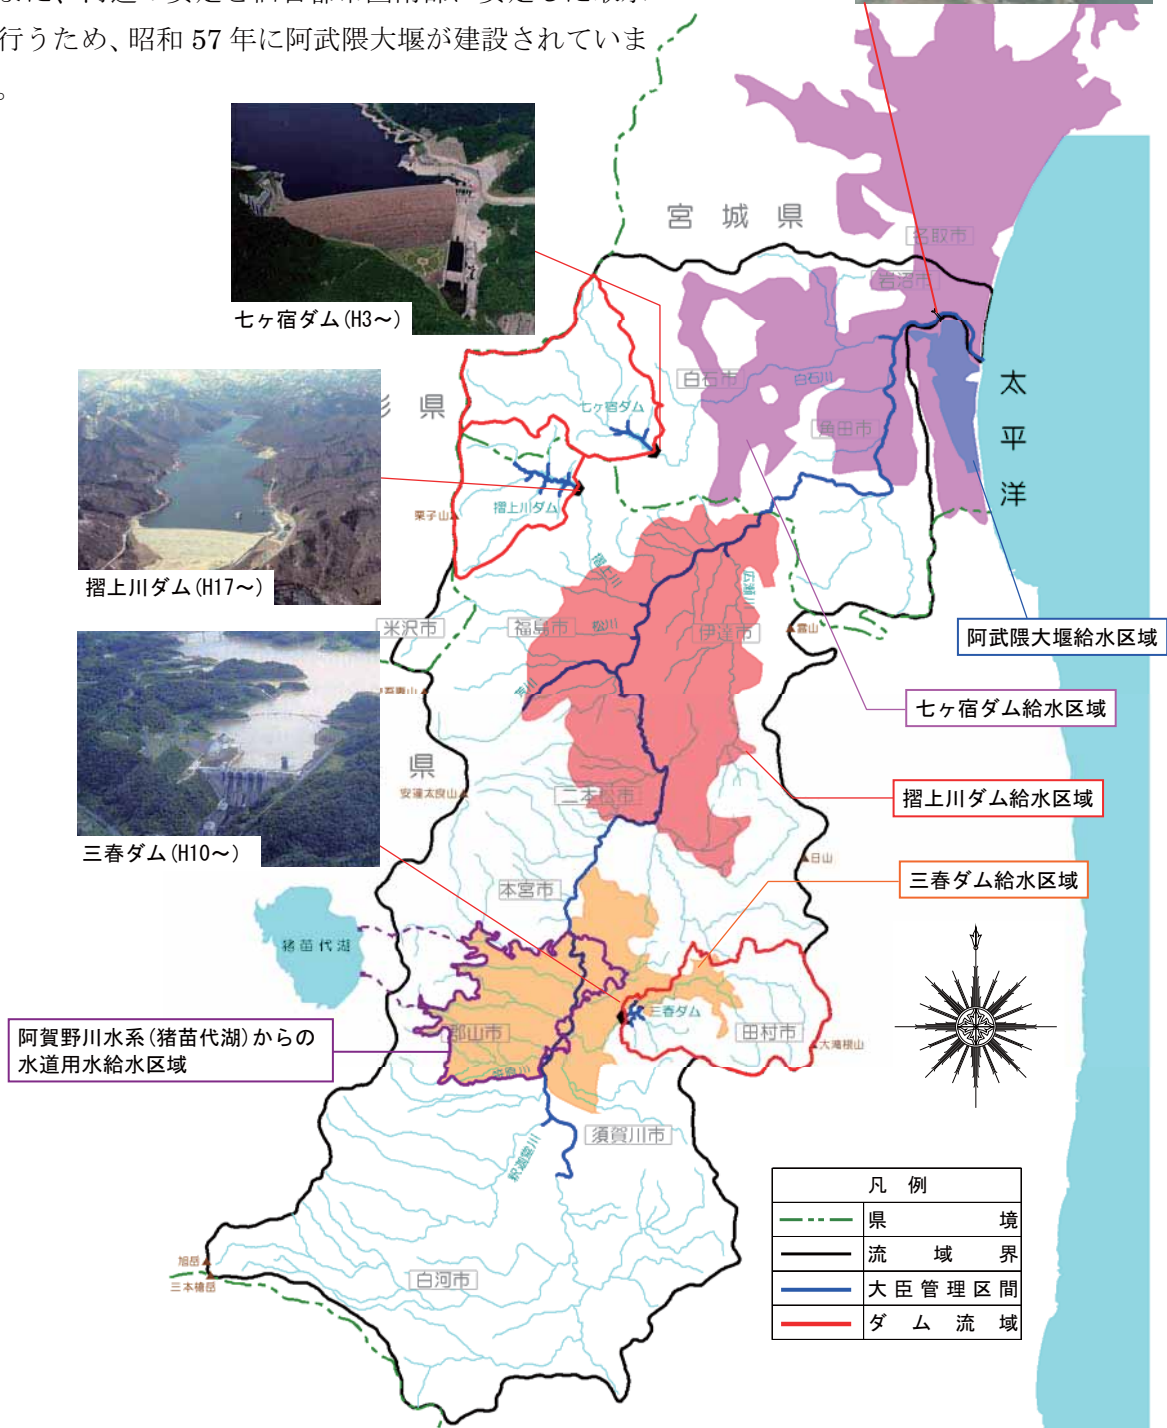 行うため、昭和 57 年に阿武隈大堰が建設されていま
。
宮 城 県
名取市
岩沼市
七ヶ宿ダム(H3～)
白石市
白石川
太平洋
七ヶ宿ダム
県
角田市
摺上川ダム
栗子山
摺上川ダム(H17～)
摺上川
広瀬川
米沢市
福島市
松川
伊達市
霊山
阿武隈大堰給水区域
荒川
七ヶ宿ダム給水区域
県
安達太良山
二本松市
摺上川ダム給水区域
三春ダム(H10～)
日山
三春ダム給水区域
本宮市
猪苗代湖
三春ダム
阿賀野川水系(猪苗代湖)からの
水道用水給水区域
郡山市
田村市
大滝根山
笹原川
須賀川市
釈迦堂川
凡 例
県 境
流 域 界
大臣管理区間
ダ ム 流 域
旭岳
三本槍岳
白河市